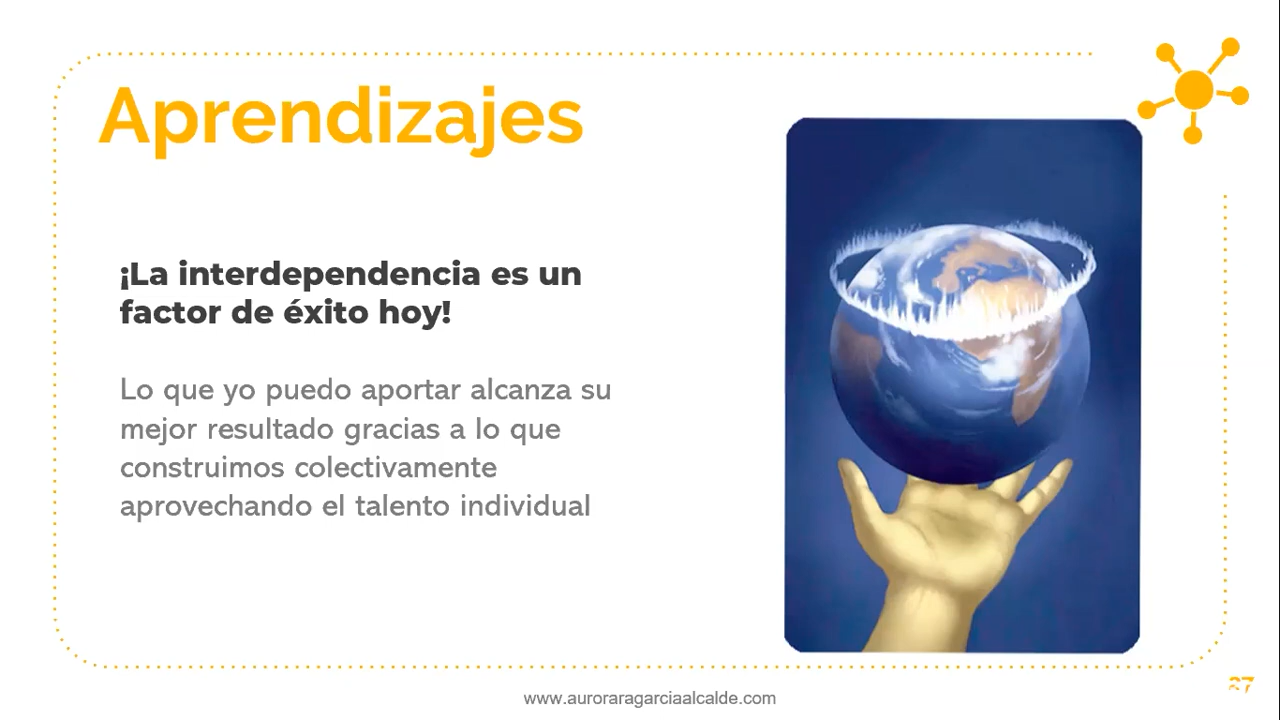 Aprendizajes
¡La interdependencia es un
factor de éxito hoy!
Lo que yo puedo aportar alcanza su
mejor resultado gracias a lo que
construimos colectivamente
aprovechando el talento individual
www.auroraragarciaalcalde.com